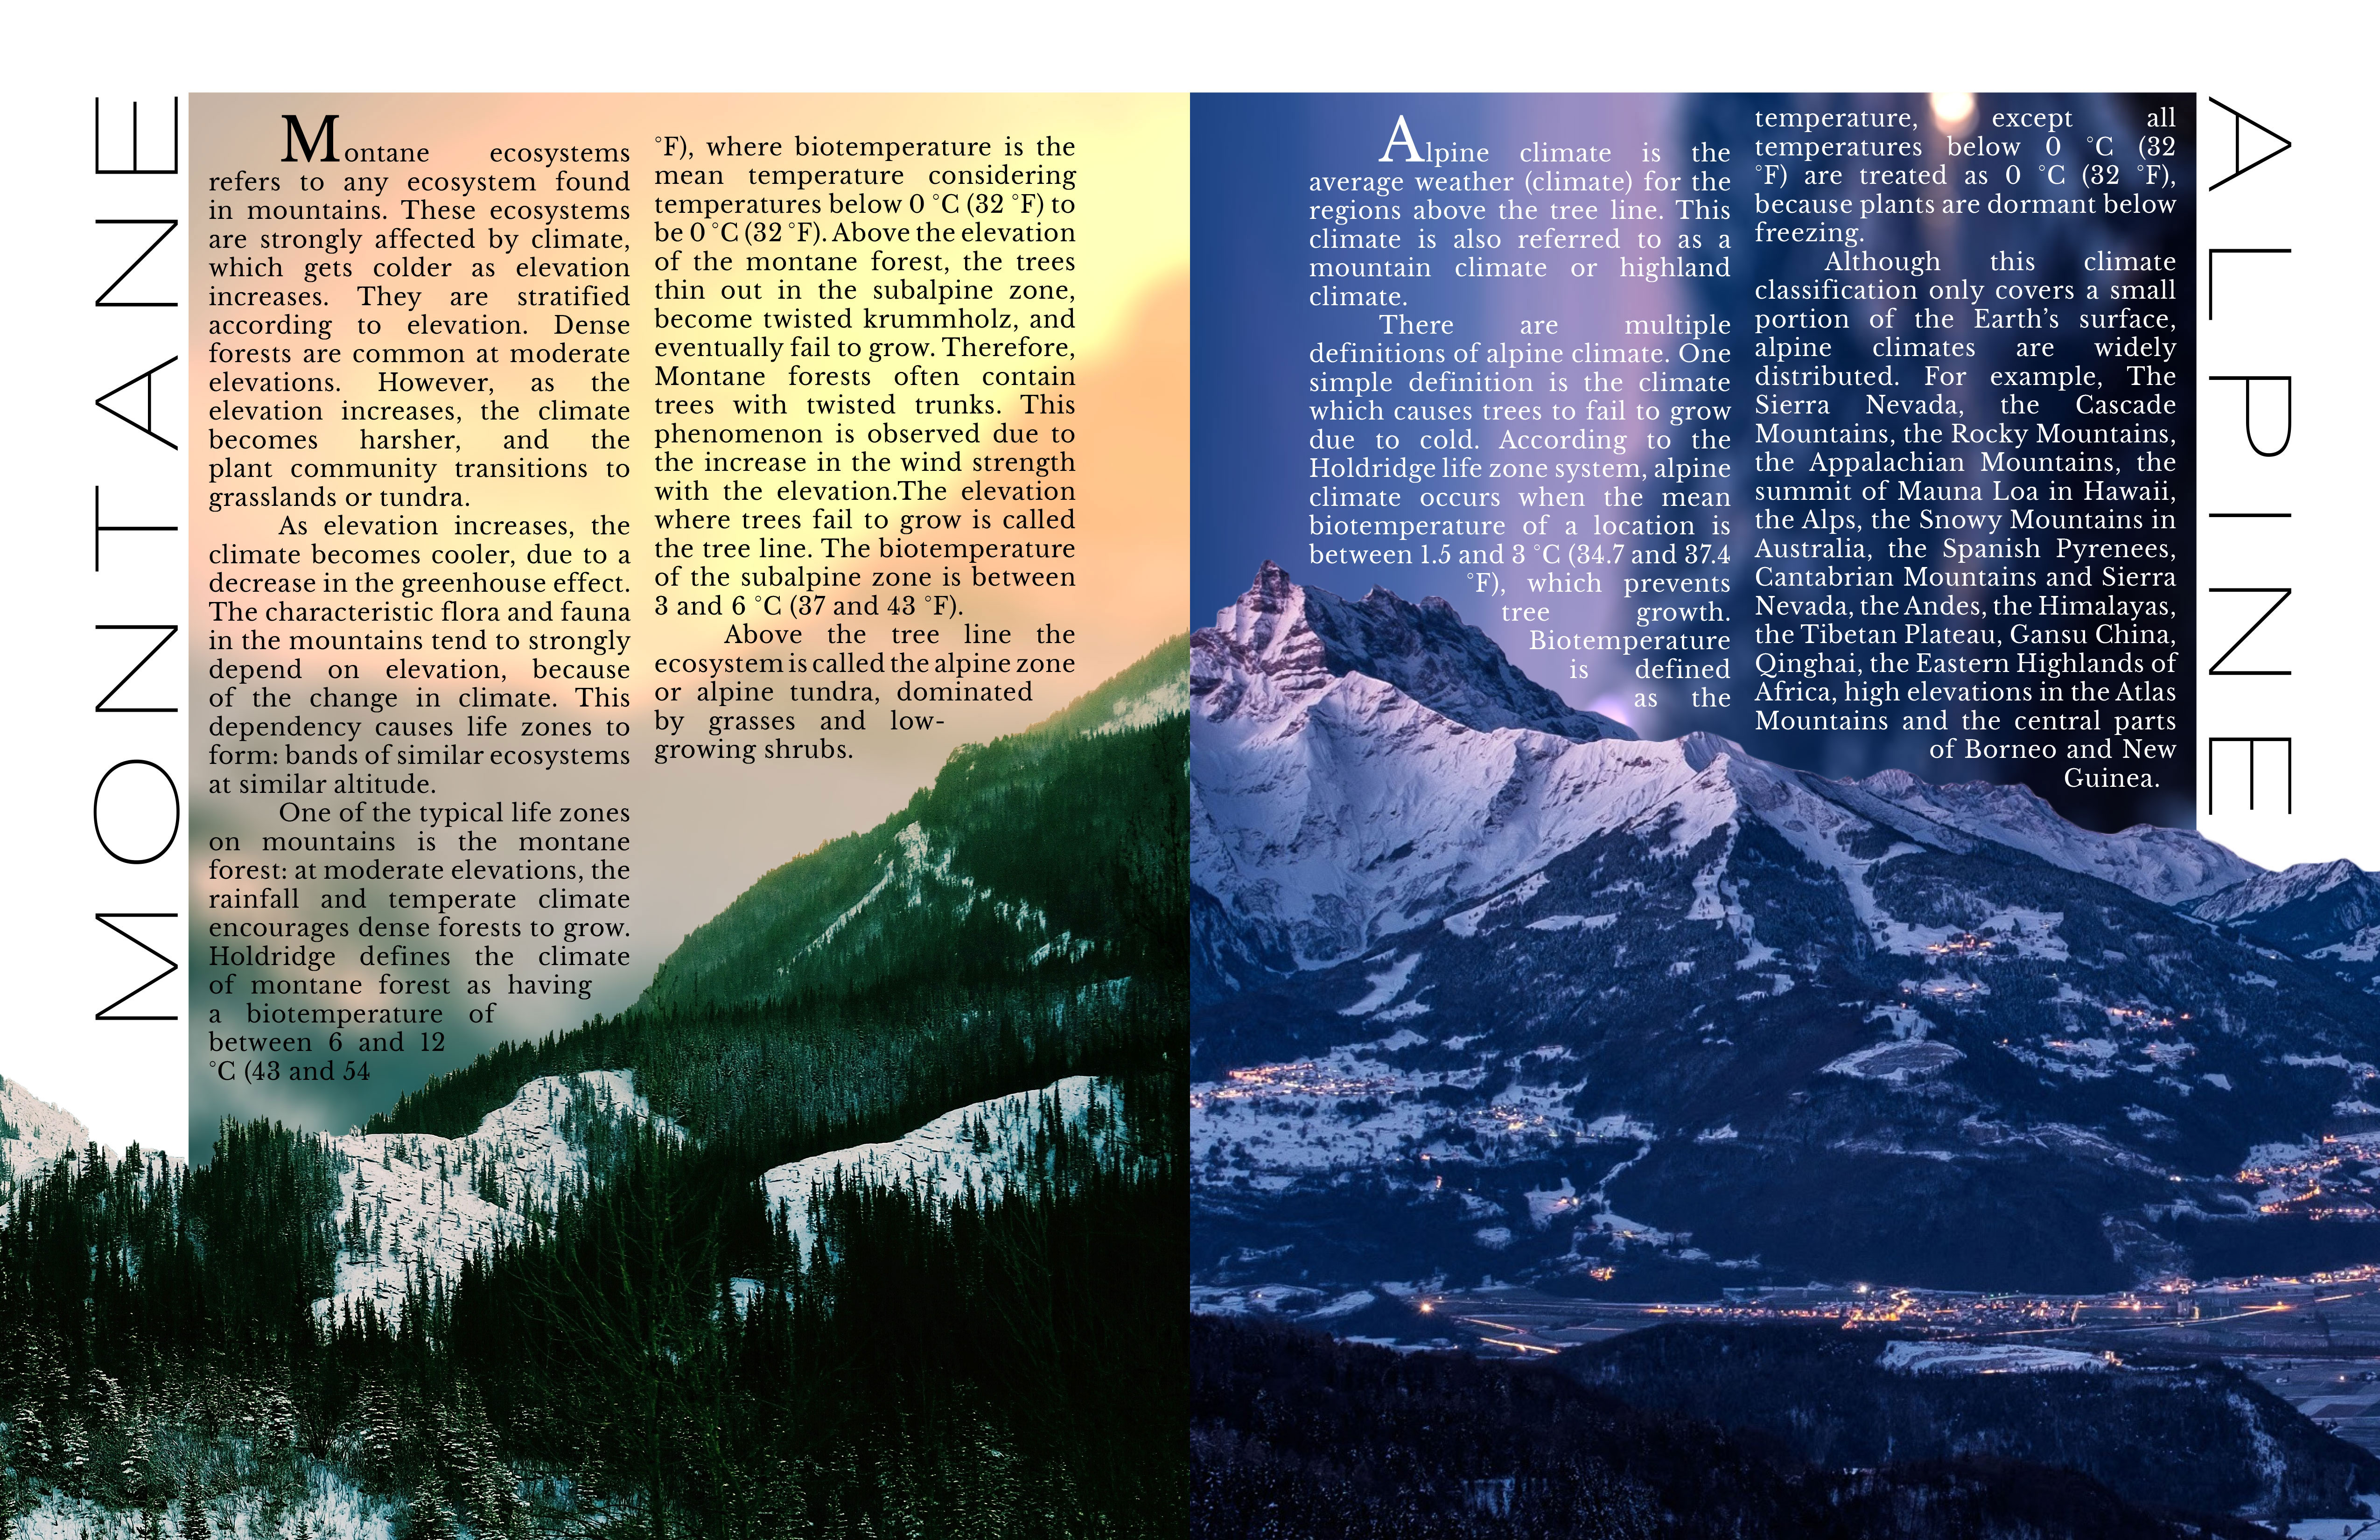 MONTANE
Montane ecosystems
refers to any ecosystem found
in mountains. These ecosystems
are strongly affected by climate,
which gets colder as elevation
increases. They are stratified
according to elevation. Dense
forests are common at moderate
elevations. However, as the
elevation increases, the climate
becomes harsher, and the
plant community transitions to
grasslands or tundra.
As elevation increases, the
climate becomes cooler, due to a
decrease in the greenhouse effect.
The characteristic flora and fauna
in the mountains tend to strongly
depend on elevation, because
of the change in climate. This
dependency causes life zones to
form: bands of similar ecosystems
at similar altitude.
One of the typical life zones
on mountains is the montane
forest: at moderate elevations, the
rainfall and temperate climate
encourages dense forests to grow.
Holdridge defines the climate
of montane forest as having
a biotemperature of
between 6 and 12
°C (43 and 54
°F), where biotemperature is the
mean temperature considering
temperatures below 0 °C (32 °F) to
be 0 °C (32 °F). Above the elevation
of the montane forest, the trees
thin out in the subalpine zone,
become twisted krummholz, and
eventually fail to grow. Therefore,
Montane forests often contain
trees with twisted trunks. This
phenomenon is observed due to
the increase in the wind strength
with the elevation.The elevation
where trees fail to grow is called
the tree line. The biotemperature
of the subalpine zone is between
3 and 6 °C (37 and 43 °F).
Above the tree line the
ecosystem is called the alpine zone
or alpine tundra, dominated
by grasses and low-
growing shrubs.
Alpine climate is the
average weather (climate) for the
regions above the tree line. This
climate is also referred to as a
mountain climate or highland
climate.
There are multiple
definitions of alpine climate. One
simple definition is the climate
which causes trees to fail to grow
due to cold. According to the
Holdridge life zone system, alpine
climate occurs when the mean
biotemperature of a location is
between 1.5 and 3 °C (34.7 and 37.4
°F), which prevents
tree growth.
Biotemperature
is defined
as the
temperature, except all
temperatures below 0 °C (32
°F) are treated as 0 °C (32 °F),
because plants are dormant below
freezing.
Although this climate
classification only covers a small
portion of the Earth’s surface,
alpine climates are widely
distributed. For example, The
Sierra Nevada, the Cascade
Mountains, the Rocky Mountains,
the Appalachian Mountains, the
summit of Mauna Loa in Hawaii,
the Alps, the Snowy Mountains in
Australia, the Spanish Pyrenees,
Cantabrian Mountains and Sierra
Nevada, the Andes, the Himalayas,
the Tibetan Plateau, Gansu China,
Qinghai, the Eastern Highlands of
Africa, high elevations in the Atlas
Mountains and the central parts
of Borneo and New
Guinea.
ALPINE